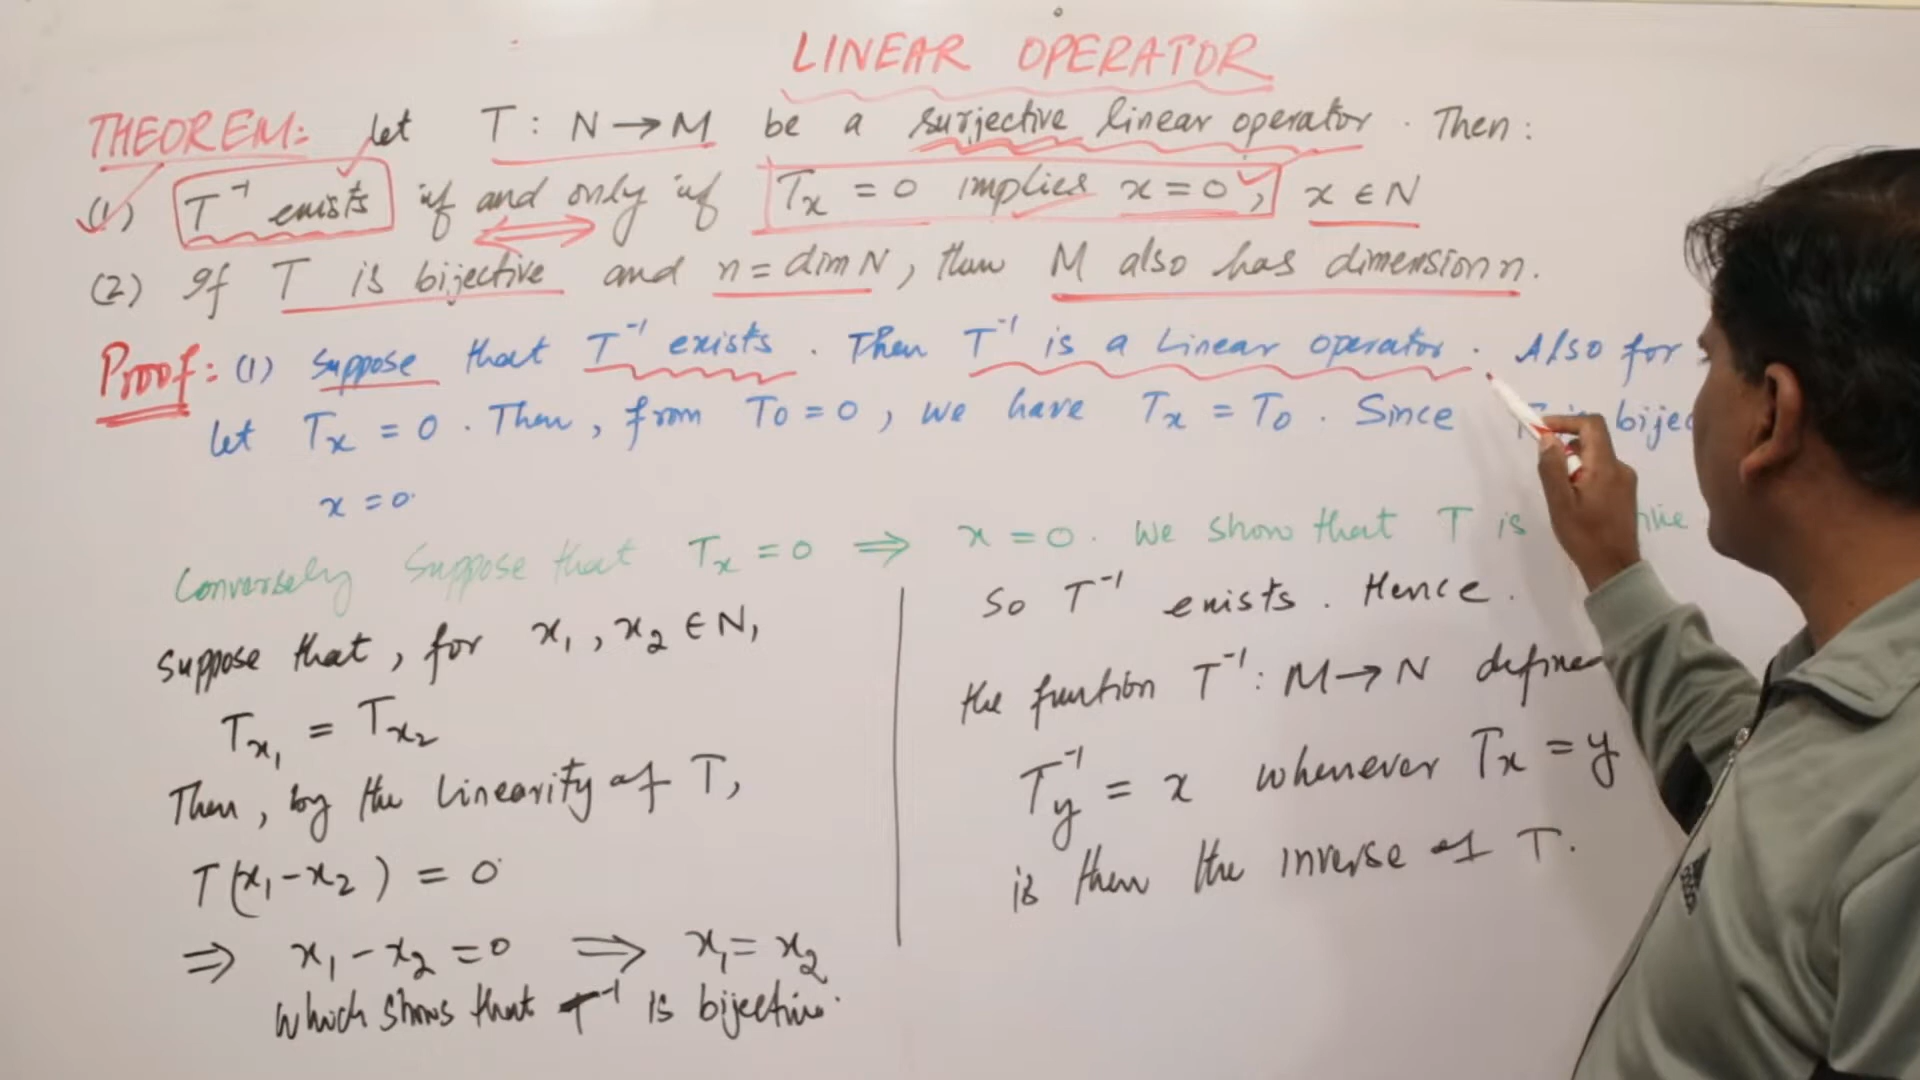 LINEAR OPERATOR
THEOREM: let T : N → M be a surjective linear operator. Then:
(1) T⁻¹ exists if and only if Tx = 0 implies x = 0, x ∈ N
⟺
(2) If T is bijective and n = dim N, then M also has dimension n.
Proof: (1) Suppose that T⁻¹ exists. Then T⁻¹ is a Linear operator. Also for
let Tx = 0. Then, from T0 = 0, we have Tx = T0. Since
x = 0
Conversely Suppose that Tx = 0 ⟹ x = 0. We show that T is
Suppose that, for x₁, x₂ ∈ N,
Tx₁ = Tx₂
Then, by the Linearity of T,
T(x₁-x₂) = 0
⟹ x₁-x₂ = 0 ⟹ x₁ = x₂
which shows that T⁻¹ is bijective.
So T⁻¹ exists. Hence.
the function T⁻¹: M → N
T⁻¹y = x whenever Tx = y
is then the inverse of T.